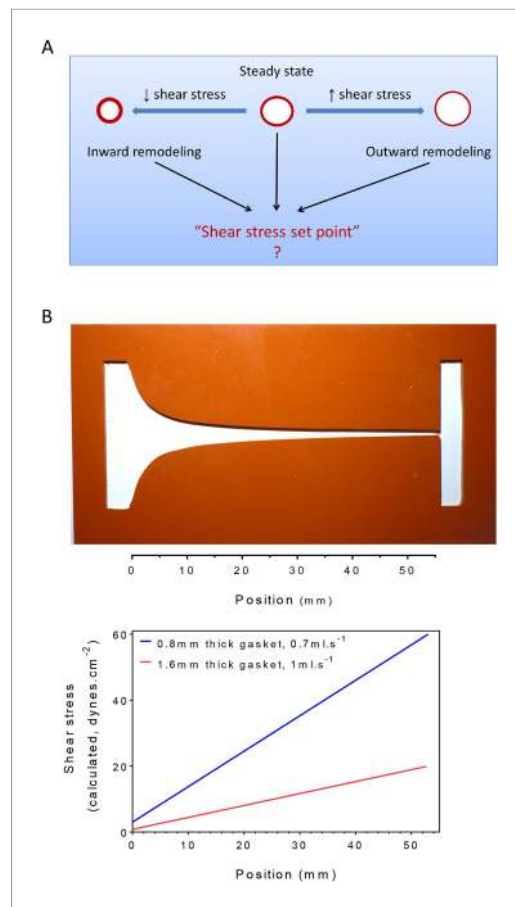 A
Steady state
↓ shear stress
↑ shear stress
Inward remodeling
Outward remodeling
“Shear stress set point”
?
B
0 10 20 30 40 50
Position (mm)
0.8mm thick gasket, 0.7ml.s⁻¹
1.6mm thick gasket, 1ml.s⁻¹
Shear stress
(calculated, dynes.cm⁻²)
60
40
20
0
0 10 20 30 40 50
Position (mm)